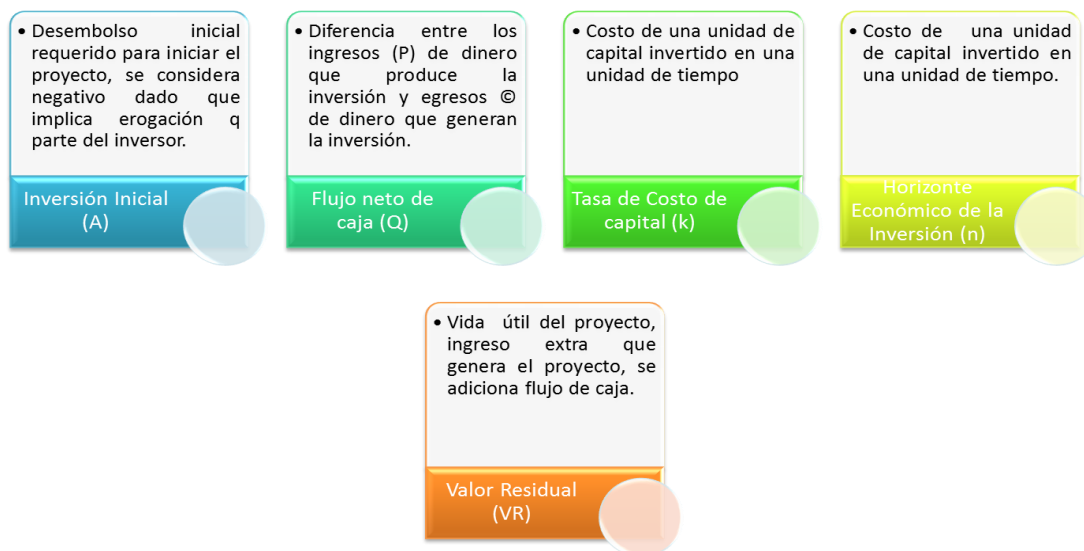 • Desembolso inicial
requerido para iniciar el
proyecto, se considera
negativo dado que
implica erogación q
parte del inversor.
Inversión Inicial
(A)
• Diferencia entre los
ingresos (P) de dinero
que produce la
inversión y egresos ©
de dinero que generan
la inversión.
Flujo neto de
caja (Q)
• Costo de una unidad de
capital invertido en una
unidad de tiempo
Tasa de Costo de
capital (k)
• Costo de una unidad
de capital invertido en
una unidad de tiempo.
Horizonte
Económico de la
Inversión (n)
• Vida útil del proyecto,
ingreso extra que
genera el proyecto, se
adiciona flujo de caja.
Valor Residual
(VR)